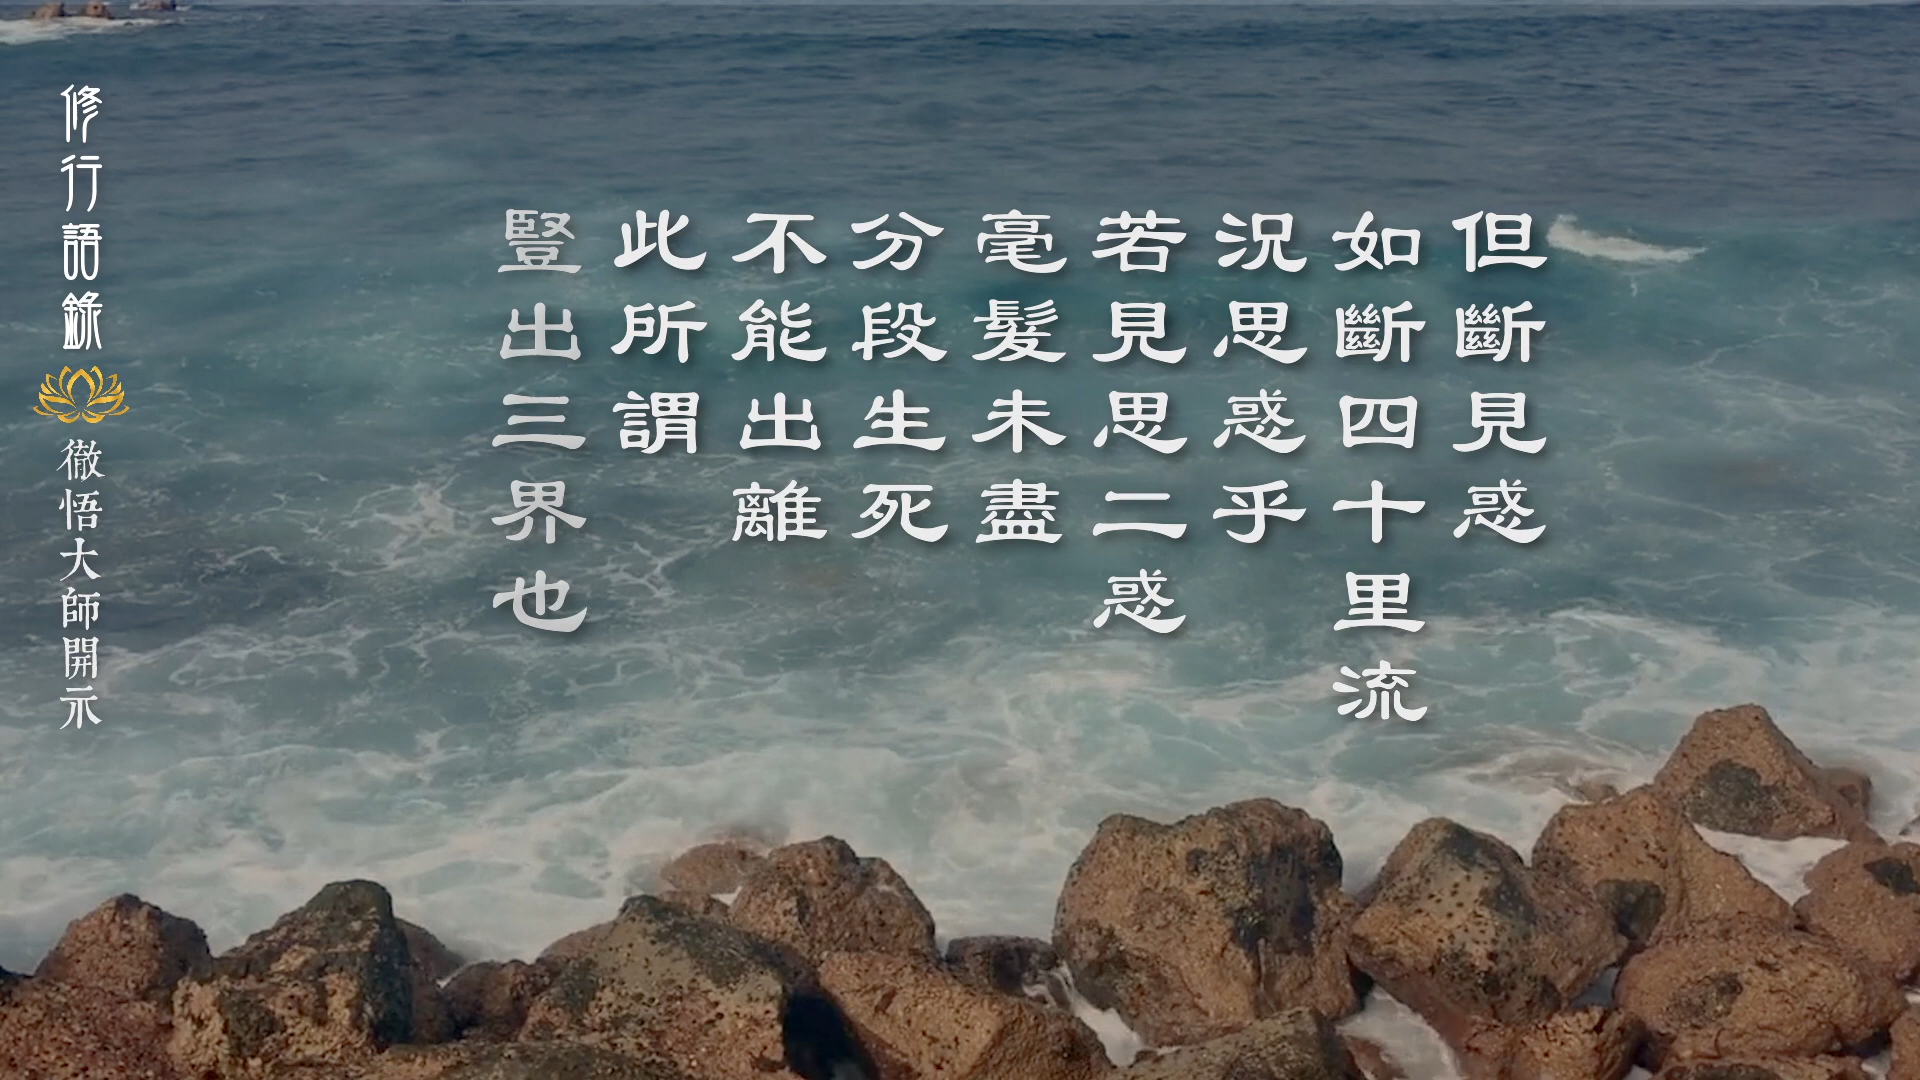 但斷見惑
如斷四十里流
況思惑乎
若見思二惑
毫髮未盡
分段生死
不能出離
此所謂
豎出三界也
修行語錄
徹悟大師開示